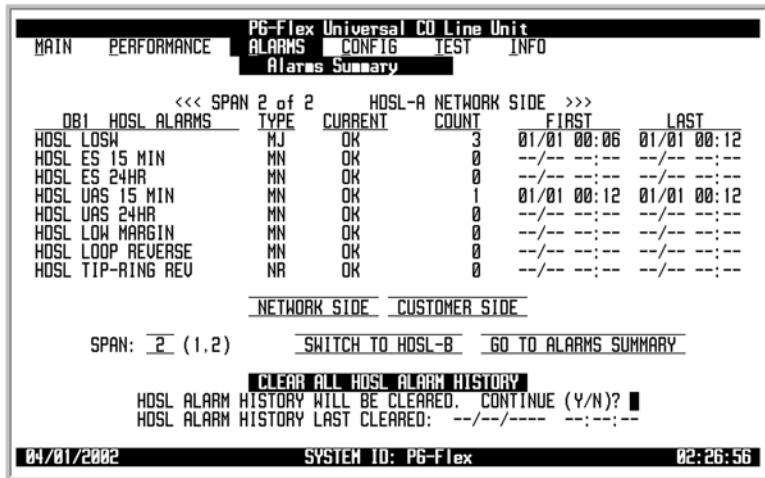 PG-Flex Universal CO Line Unit
MAIN PERFORMANCE ALARMS CONFIG TEST INFO
Alarms Summary
<<< SPAN 2 of 2 HDSL-A NETWORK SIDE >>>
DB1 HDSL ALARMS TYPE CURRENT COUNT FIRST LAST
HDSL LOSW MJ OK 3 01/01 00:06 01/01 00:12
HDSL ES 15 MIN MN OK 0 --/-- --:-- --/-- --:--
HDSL ES 24HR MN OK 0 --/-- --:-- --/-- --:--
HDSL UAS 15 MIN MN OK 1 01/01 00:12 01/01 00:12
HDSL UAS 24HR MN OK 0 --/-- --:-- --/-- --:--
HDSL LOW MARGIN MN OK 0 --/-- --:-- --/-- --:--
HDSL LOOP REVERSE MN OK 0 --/-- --:-- --/-- --:--
HDSL TIP-RING REV NR OK 0 --/-- --:-- --/-- --:--
NETWORK SIDE CUSTOMER SIDE
SPAN: 2 (1,2) SWITCH TO HDSL-B GO TO ALARMS SUMMARY
CLEAR ALL HDSL ALARM HISTORY
HDSL ALARM HISTORY WILL BE CLEARED. CONTINUE (Y/N)?
HDSL ALARM HISTORY LAST CLEARED: --/--/---- --:--:--
04/01/2002 SYSTEM ID: PG-Flex 02:26:56